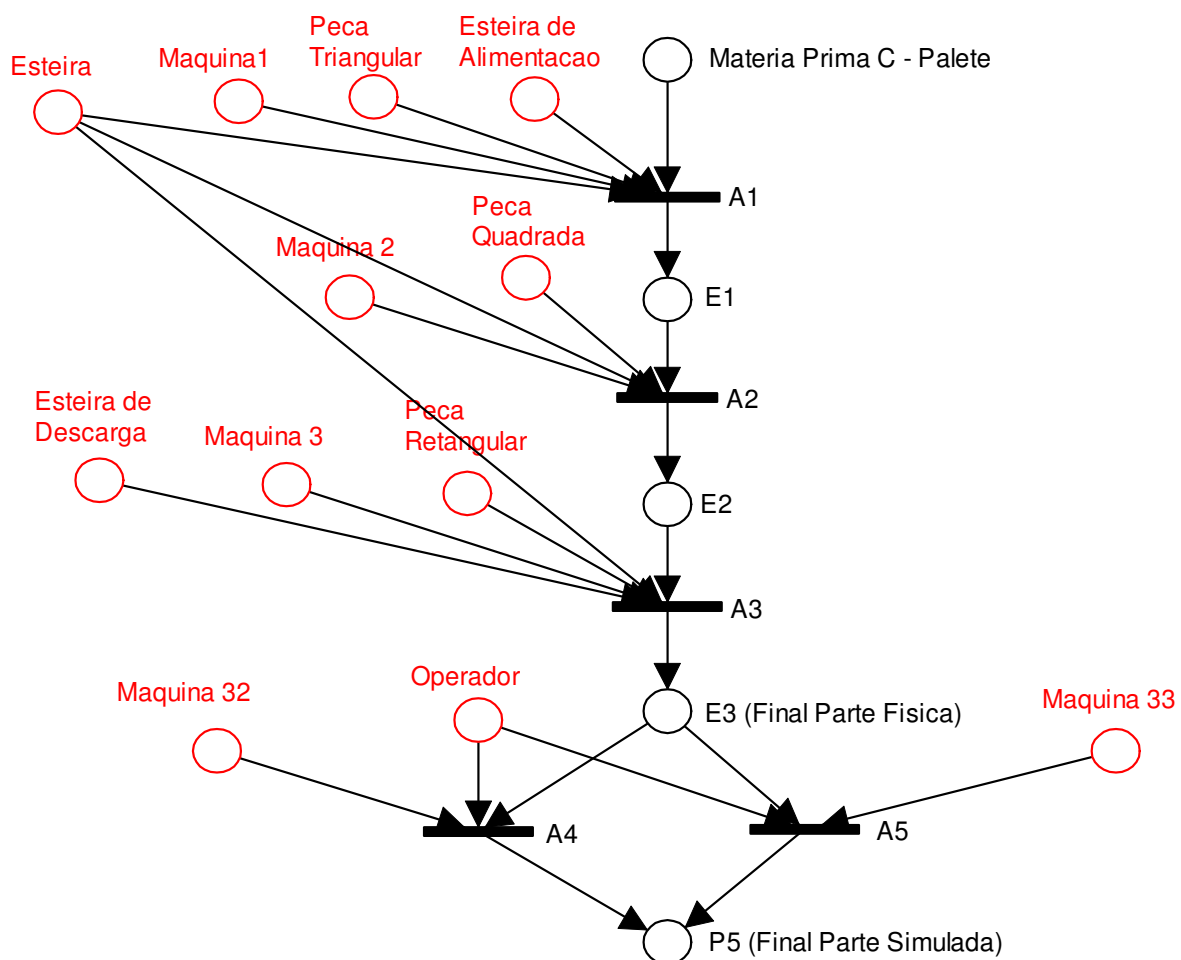 Peca
Triangular
Esteira de
Alimentacao
Materia Prima C - Palete
Maquina1
Esteira
A1
Peca
Quadrada
Maquina 2
E1
A2
Esteira de
Descarga
Maquina 3
Peca
Retangular
E2
A3
Maquina 32
Operador
E3 (Final Parte Fisica)
Maquina 33
A4
A5
P5 (Final Parte Simulada)